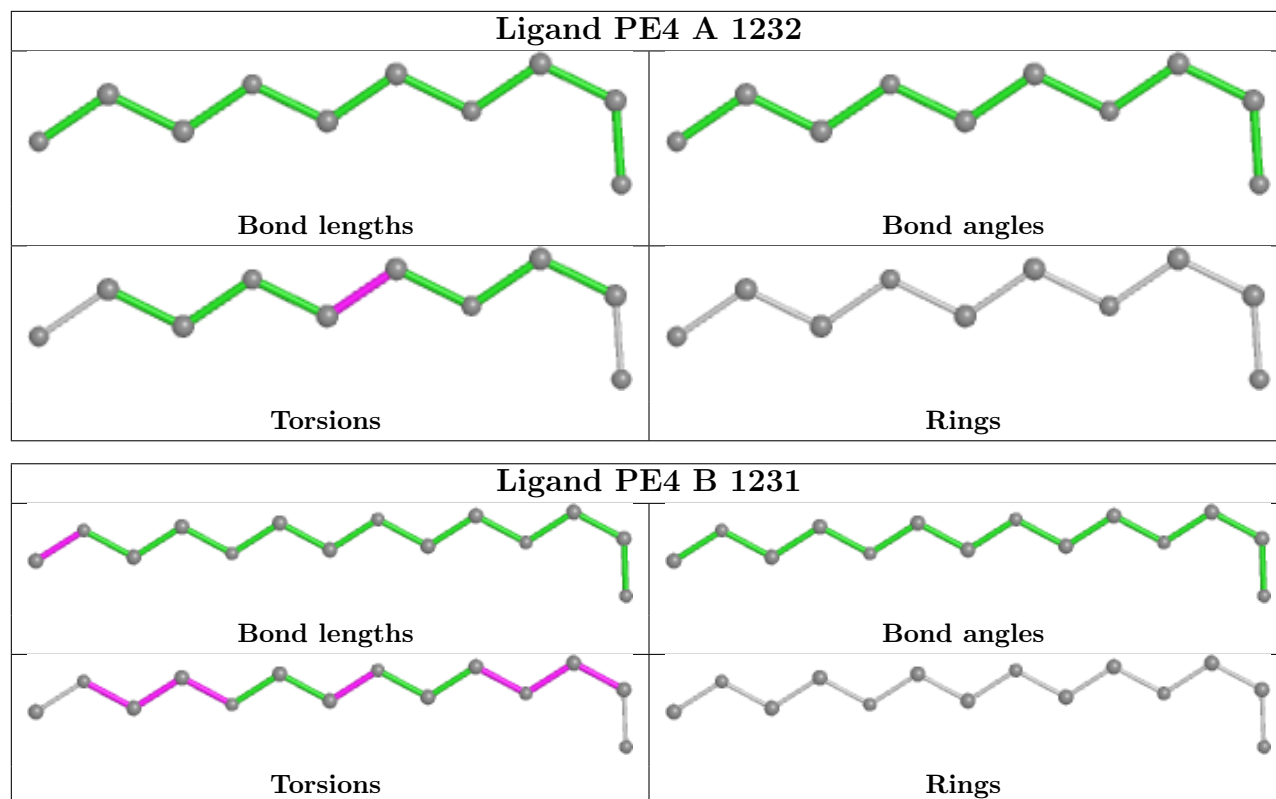 Ligand PE4 A 1232
Bond lengths
Bond angles
Torsions
Rings
Ligand PE4 B 1231
Bond lengths
Bond angles
Torsions
Rings